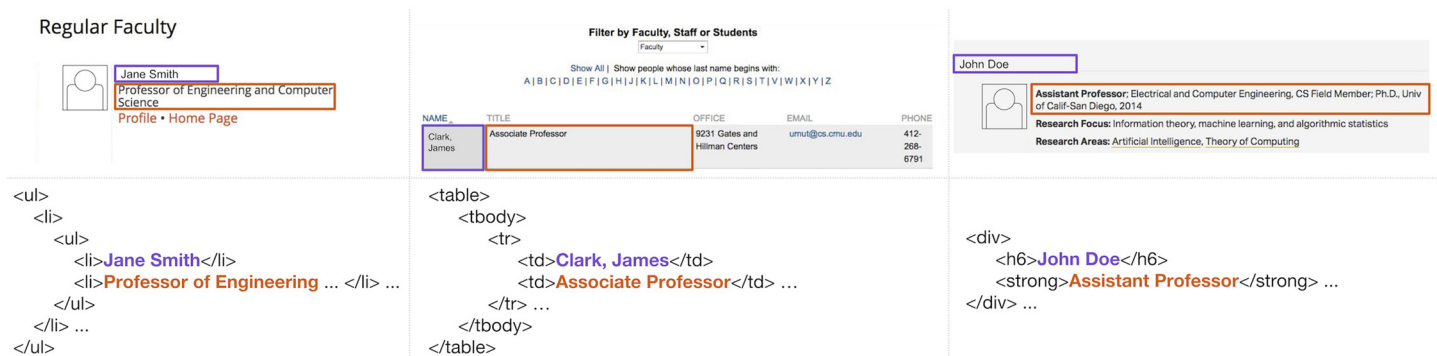 Regular Faculty
Jane Smith
Professor of Engineering and Computer
Science
Profile • Home Page
<ul>
<li>
<ul>
<li>Jane Smith</li>
<li>Professor of Engineering ... </li> ...
</ul>
</li> ...
</ul>
Filter by Faculty, Staff or Students
Faculty
Show All | Show people whose last name begins with:
A | B | C | D | E | F | G | H | J | K | L | M | N | O | P | Q | R | S | T | V | W | X | Y | Z
NAME TITLE OFFICE EMAIL PHONE
Clark, Associate Professor 9231 Gates and umut@cs.cmu.edu 412-
James Hillman Centers 268-
6791
<table>
<tbody>
<tr>
<td>Clark, James</td>
<td>Associate Professor</td> ...
</tr> ...
</tbody>
</table>
John Doe
Assistant Professor; Electrical and Computer Engineering, CS Field Member; Ph.D., Univ
of Calif-San Diego, 2014
Research Focus: Information theory, machine learning, and algorithmic statistics
Research Areas: Artificial Intelligence, Theory of Computing
<div>
<h6>John Doe</h6>
<strong>Assistant Professor</strong> ...
</div> ...